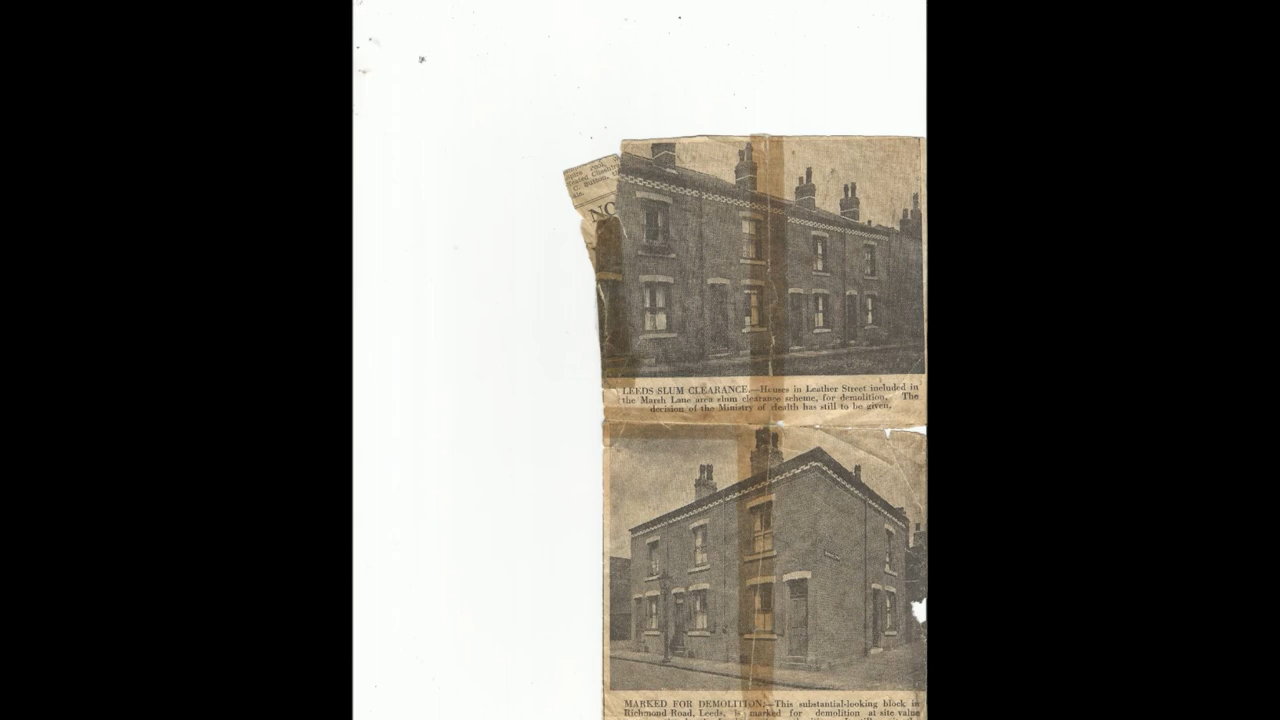 NO
LEEDS SLUM CLEARANCE.—Houses in Leather Street included in
the Marsh Lane area slum clearance scheme, for demolition. The
decision of the Ministry of Health has still to be given.
MARKED FOR DEMOLITION:—This substantial-looking block in
Richmond Road, Leeds, is marked for demolition at site value